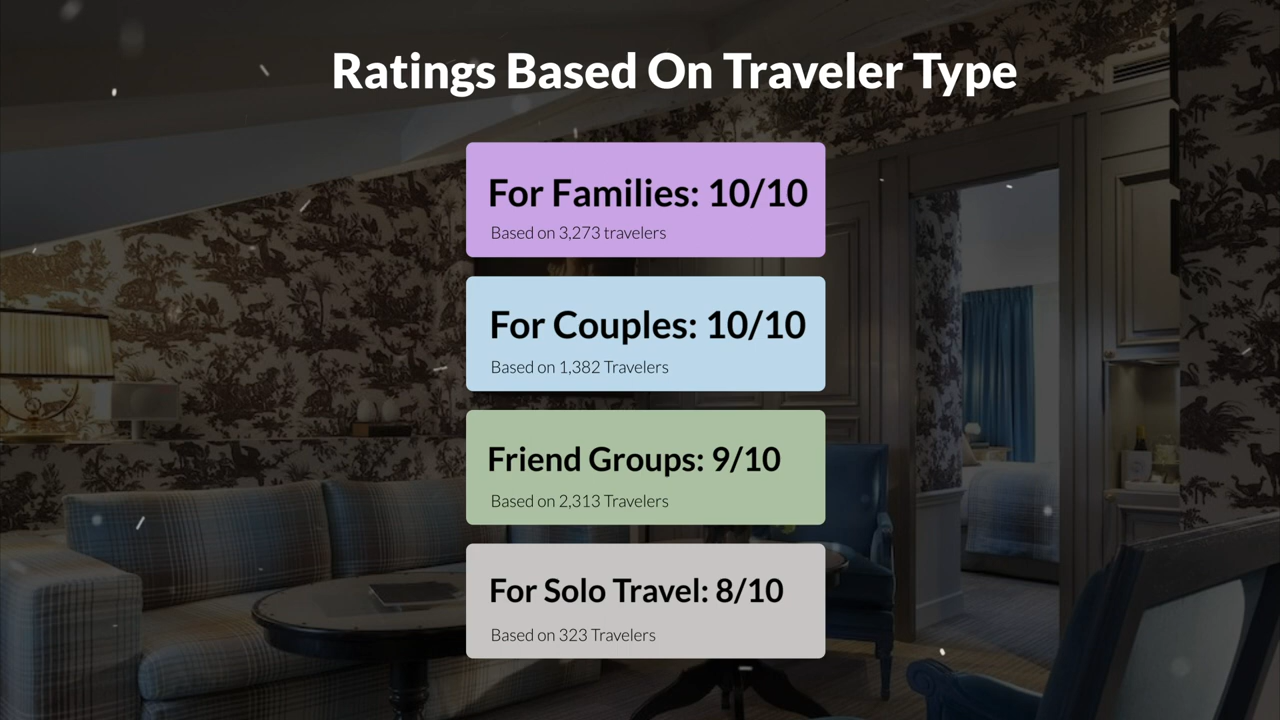 Ratings Based On Traveler Type
For Families: 10/10
Based on 3,273 travelers
For Couples: 10/10
Based on 1,382 Travelers
Friend Groups: 9/10
Based on 2,313 Travelers
For Solo Travel: 8/10
Based on 323 Travelers